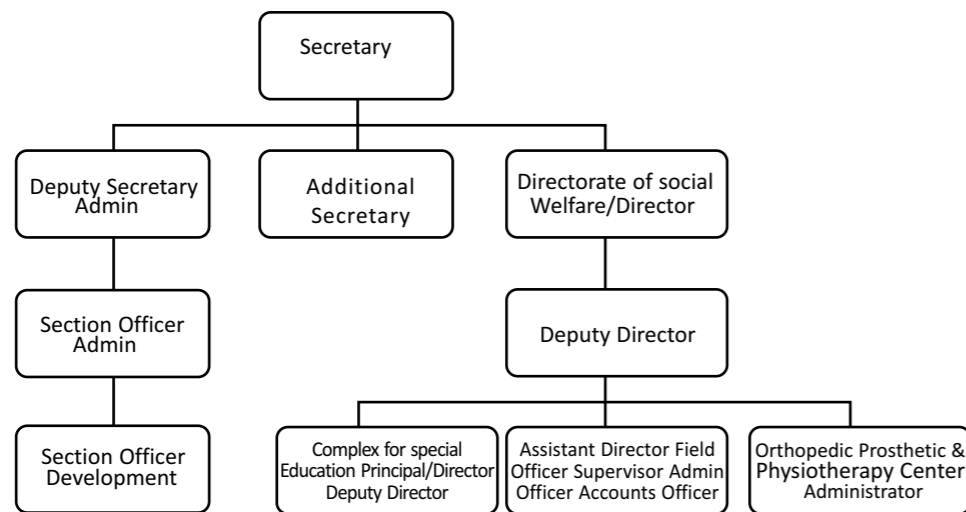 Secretary
Deputy Secretary
Admin
Additional
Secretary
Directorate of social
Welfare/Director
Section Officer
Admin
Deputy Director
Section Officer
Development
Complex for special
Education Principal/Director
Deputy Director
Assistant Director Field
Officer Supervisor Admin
Officer Accounts Officer
Orthopedic Prosthetic &
Physiotherapy Center
Administrator